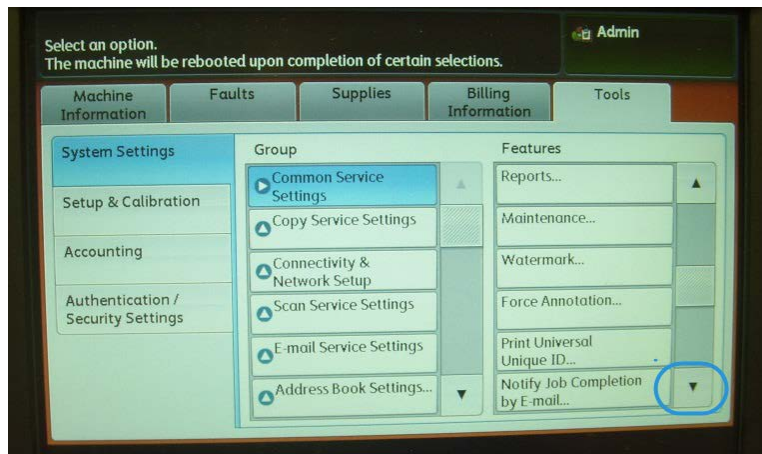 Select an option.
The machine will be rebooted upon completion of certain selections.
Admin
Machine
Information
Faults
Supplies
Billing
Information
Tools
System Settings
Setup & Calibration
Accounting
Authentication /
Security Settings
Group
Common Service
Settings
Copy Service Settings
Connectivity &
Network Setup
Scan Service Settings
E-mail Service Settings
Address Book Settings...
Features
Reports...
Maintenance...
Watermark...
Force Annotation...
Print Universal
Unique ID...
Notify Job Completion
by E-mail...